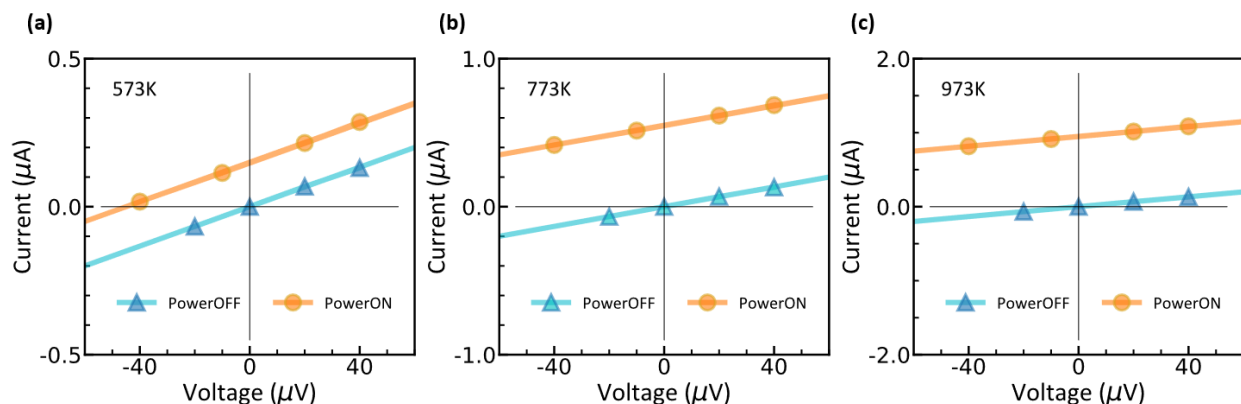 (a)
0.5
573K
0.0
-0.5
Current (μA)
PowerOFF
PowerON
-40
0
40
Voltage (μV)
(b)
1.0
773K
0.0
-1.0
Current (μA)
PowerOFF
PowerON
-40
0
40
Voltage (μV)
(c)
2.0
973K
0.0
-2.0
Current (μA)
PowerOFF
PowerON
-40
0
40
Voltage (μV)